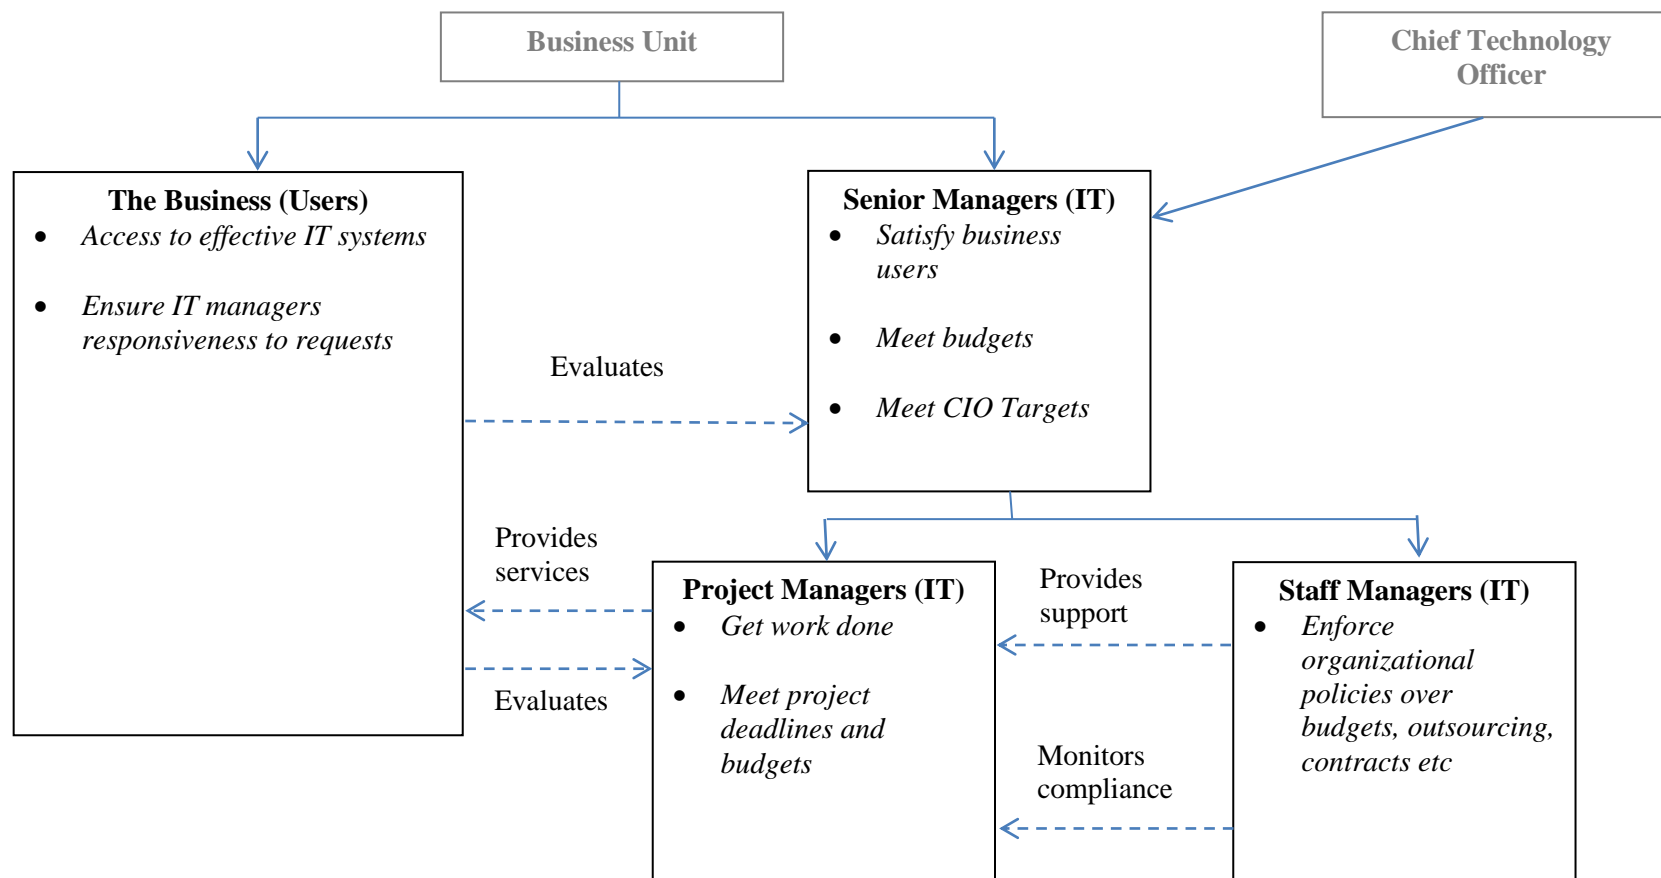 Business Unit
Chief Technology
Officer
The Business (Users)
• Access to effective IT systems
• Ensure IT managers
responsiveness to requests
Senior Managers (IT)
• Satisfy business
users
• Meet budgets
• Meet CIO Targets
Evaluates
Provides
services
Evaluates
Project Managers (IT)
• Get work done
• Meet project
deadlines and
budgets
Provides
support
Monitors
compliance
Staff Managers (IT)
• Enforce
organizational
policies over
budgets, outsourcing,
contracts etc